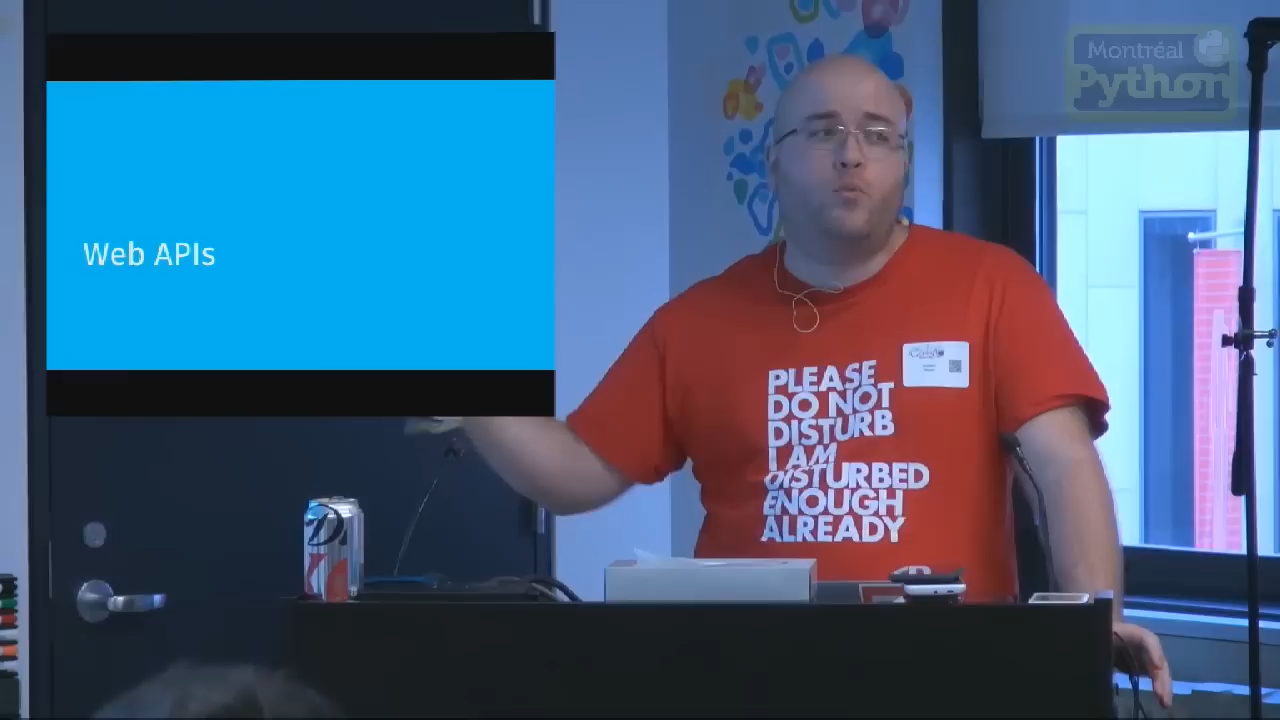 Montréal
Python
Web APIs
PLEASE
DO NOT
DISTURB
I AM
DISTURBED
ENOUGH
ALREADY